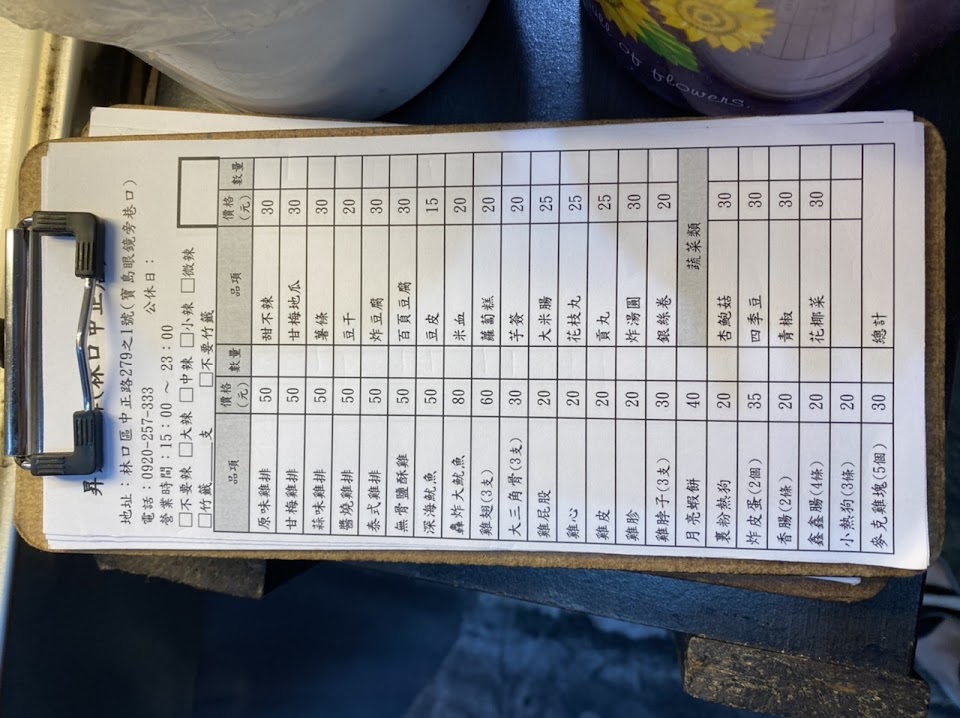 昇 (林口中正
地址：林口區中正路279之1號(寶島眼鏡旁巷口)
電話：0920-257-333 公休日：
營業時間：15：00 ～ 23：00
□不要辣 □大辣 □中辣 □小辣 □微辣
□竹籤____支 □不要竹籤
品項 價格(元) 數量 品項 價格(元) 數量
原味雞排 50 甜不辣 30
甘梅雞排 50 甘梅地瓜 30
蒜味雞排 50 薯條 30
醬燒雞排 50 豆干 20
泰式雞排 50 炸豆腐 30
無骨鹽酥雞 50 百頁豆腐 30
深海魷魚 50 豆皮 15
轟炸大魷魚 80 米血 20
雞翅(3支) 60 蘿蔔糕 20
大三角骨(3支) 30 芋簽 20
雞屁股 20 大米腸 25
雞心 20 花枝丸 25
雞皮 20 貢丸 25
雞胗 20 炸湯圓 30
雞脖子(3支) 30 銀絲卷 20
月亮蝦餅 40 蔬菜類
裹粉熱狗 20 杏鮑菇 30
炸皮蛋(2個) 35 四季豆 30
香腸(2條) 20 青椒 30
鑫鑫腸(4條) 20 花椰菜 30
小熱狗(3條) 20
麥克雞塊(5個) 30 總計
of flowers.